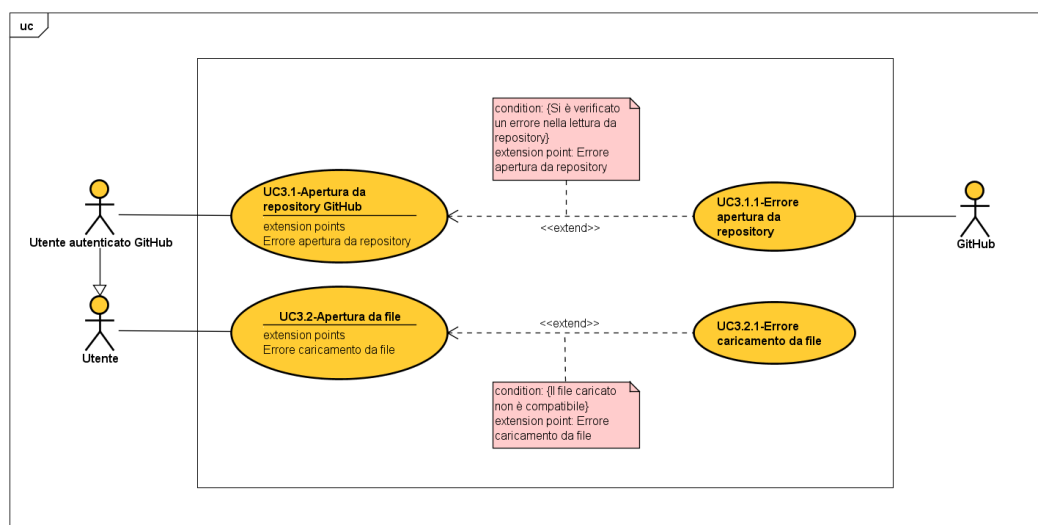 uc
condition: {Si è verificato
un errore nella lettura da
repository}
extension point: Errore
apertura da repository
UC3.1-Apertura da
repository GitHub
extension points
Errore apertura da repository
<<extend>>
UC3.1.1-Errore
apertura da
repository
Utente autenticato GitHub
GitHub
UC3.2-Apertura da file
extension points
Errore caricamento da file
<<extend>>
UC3.2.1-Errore
caricamento da file
Utente
condition: {Il file caricato
non è compatibile}
extension point: Errore
caricamento da file